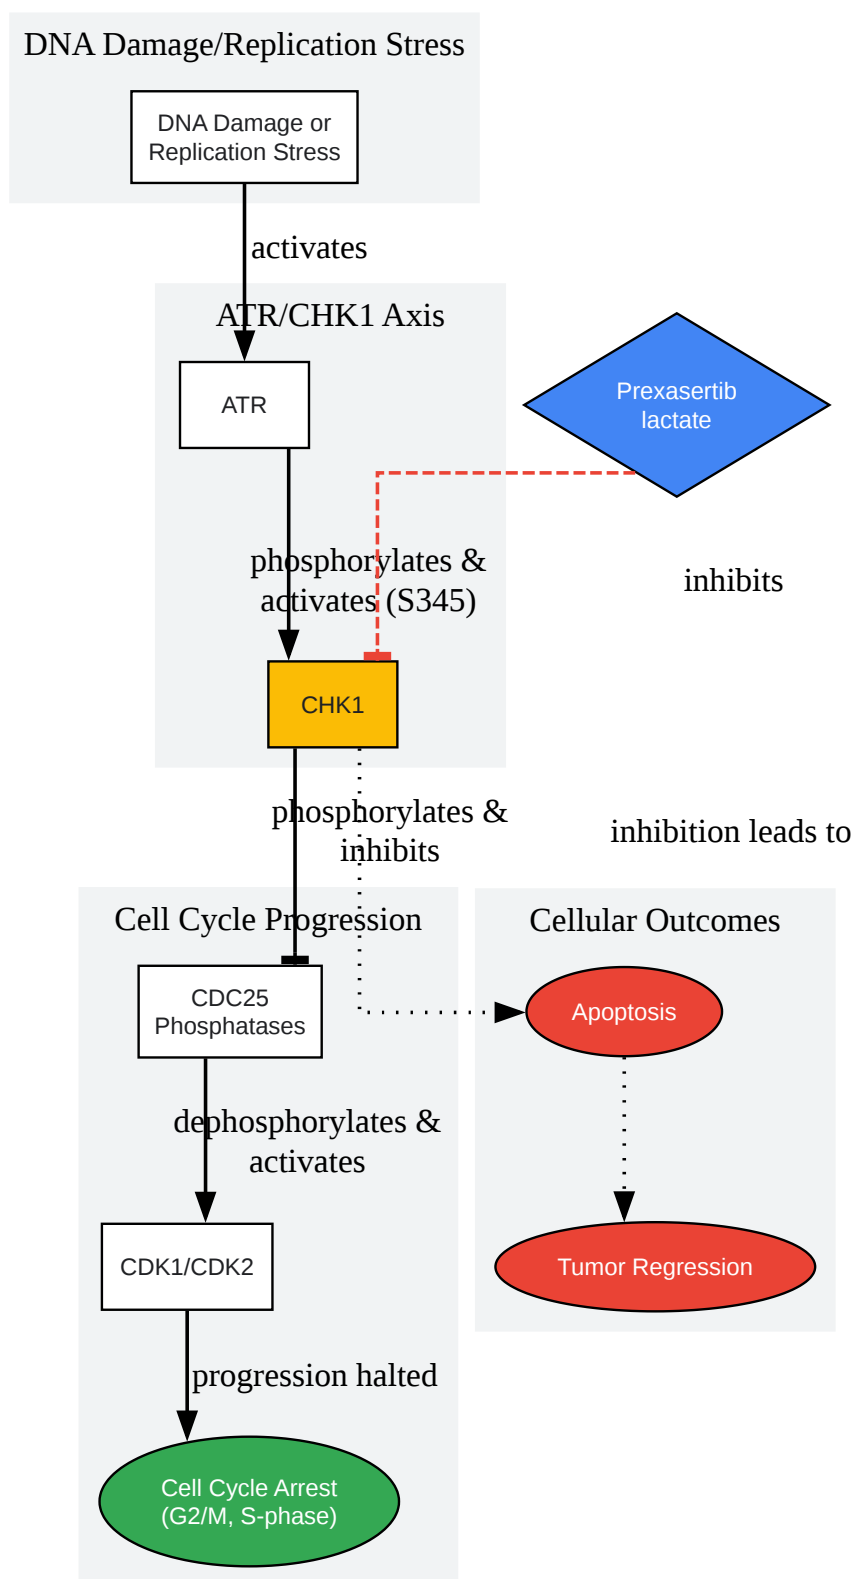 DNA Damage/Replication Stress
DNA Damage or
Replication Stress
activates
ATR/CHK1 Axis
ATR
Prexasertib
lactate
phosphorylates &
activates (S345)
inhibits
CHK1
phosphorylates &
inhibits
inhibition leads to
Cell Cycle Progression
Cellular Outcomes
CDC25
Phosphatases
Apoptosis
dephosphorylates &
activates
CDK1/CDK2
Tumor Regression
progression halted
Cell Cycle Arrest
(G2/M, S-phase)